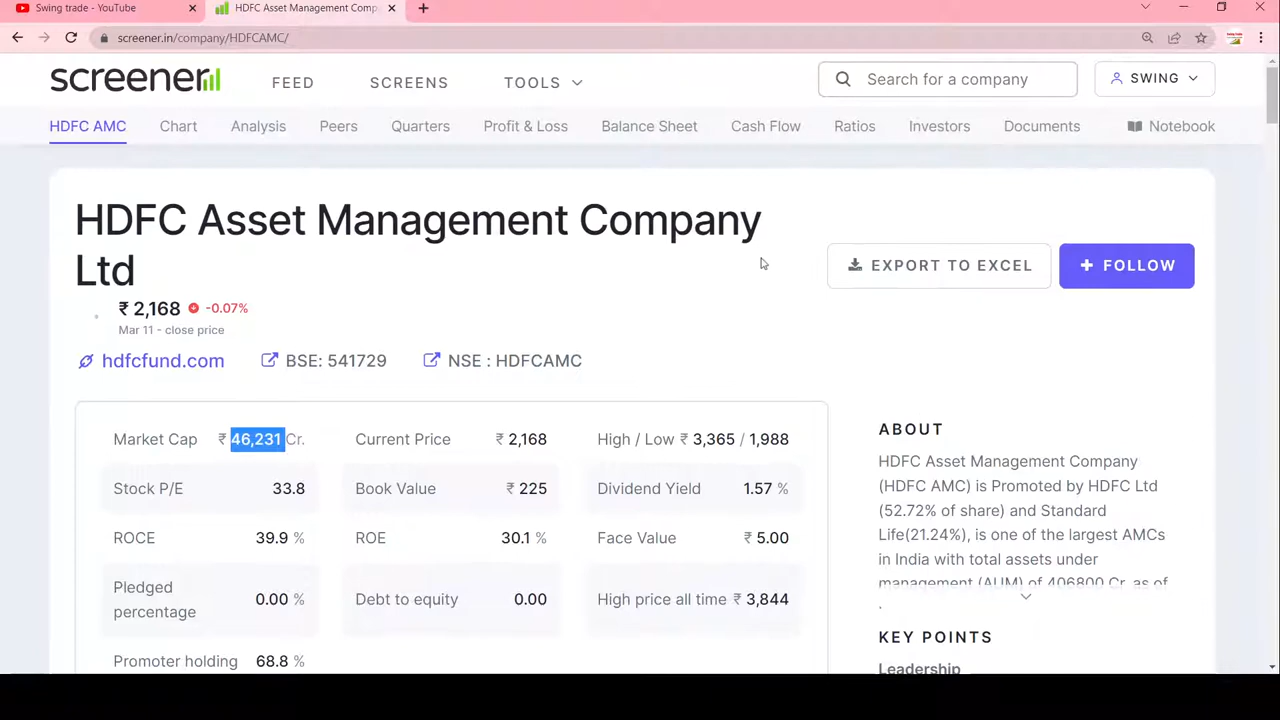 Swing trade - YouTube
HDFC Asset Management Comp
screener.in/company/HDFCAMC/
screener
FEED
SCREENS
TOOLS
Search for a company
SWING
HDFC AMC
Chart
Analysis
Peers
Quarters
Profit & Loss
Balance Sheet
Cash Flow
Ratios
Investors
Documents
Notebook
HDFC Asset Management Company
Ltd
EXPORT TO EXCEL
FOLLOW
₹ 2,168 -0.07%
Mar 11 - close price
hdfcfund.com
BSE: 541729
NSE : HDFCAMC
Market Cap ₹ 46,231 Cr.
Current Price ₹ 2,168
High / Low ₹ 3,365 / 1,988
Stock P/E 33.8
Book Value ₹ 225
Dividend Yield 1.57 %
ROCE 39.9 %
ROE 30.1 %
Face Value ₹ 5.00
Pledged
percentage 0.00 %
Debt to equity 0.00
High price all time ₹ 3,844
Promoter holding 68.8 %
ABOUT
HDFC Asset Management Company
(HDFC AMC) is Promoted by HDFC Ltd
(52.72% of share) and Standard
Life(21.24%), is one of the largest AMCs
in India with total assets under
management (AUM) of 406800 Cr. as of
KEY POINTS
Leadership